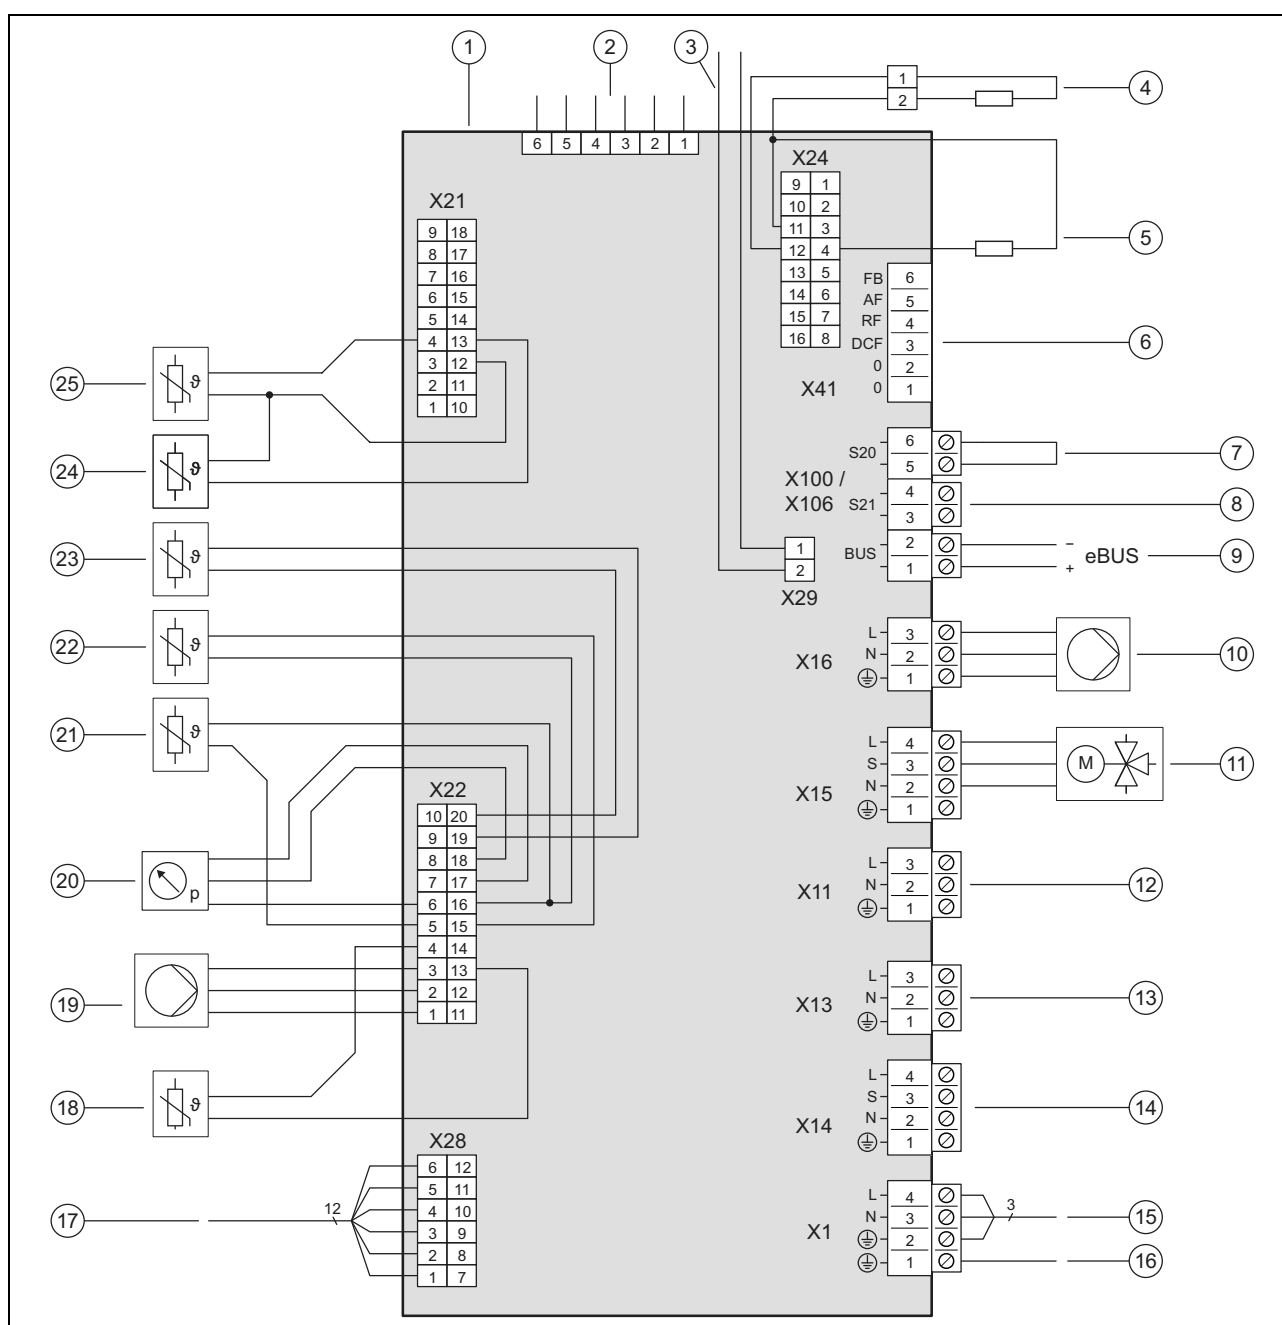 1
2
3
4
5
6
7
8
9
10
11
12
13
14
15
16
17
18
19
20
21
22
23
24
25
6 5 4 3 2 1
1
2
X24
9 1
10 2
11 3
12 4
13 5
14 6
15 7
16 8
X21
9 18
8 17
7 16
6 15
5 14
4 13
3 12
2 11
1 10
X41
FB 6
AF 5
RF 4
DCF 3
0 2
0 1
X100 /
X106
S20
6
5
S21
4
3
BUS
2
1
−
eBUS
+
X29
1
2
X16
L 3
N 2
1
X15
L 4
S 3
N 2
1
M
X11
L 3
N 2
1
X13
L 3
N 2
1
X14
L 4
S 3
N 2
1
X1
L 4
N 3
2
1
3
ϑ
ϑ
ϑ
ϑ
ϑ
p
ϑ
X22
10 20
9 19
8 18
7 17
6 16
5 15
4 14
3 13
2 12
1 11
X28
6 12
5 11
4 10
3 9
2 8
1 7
12